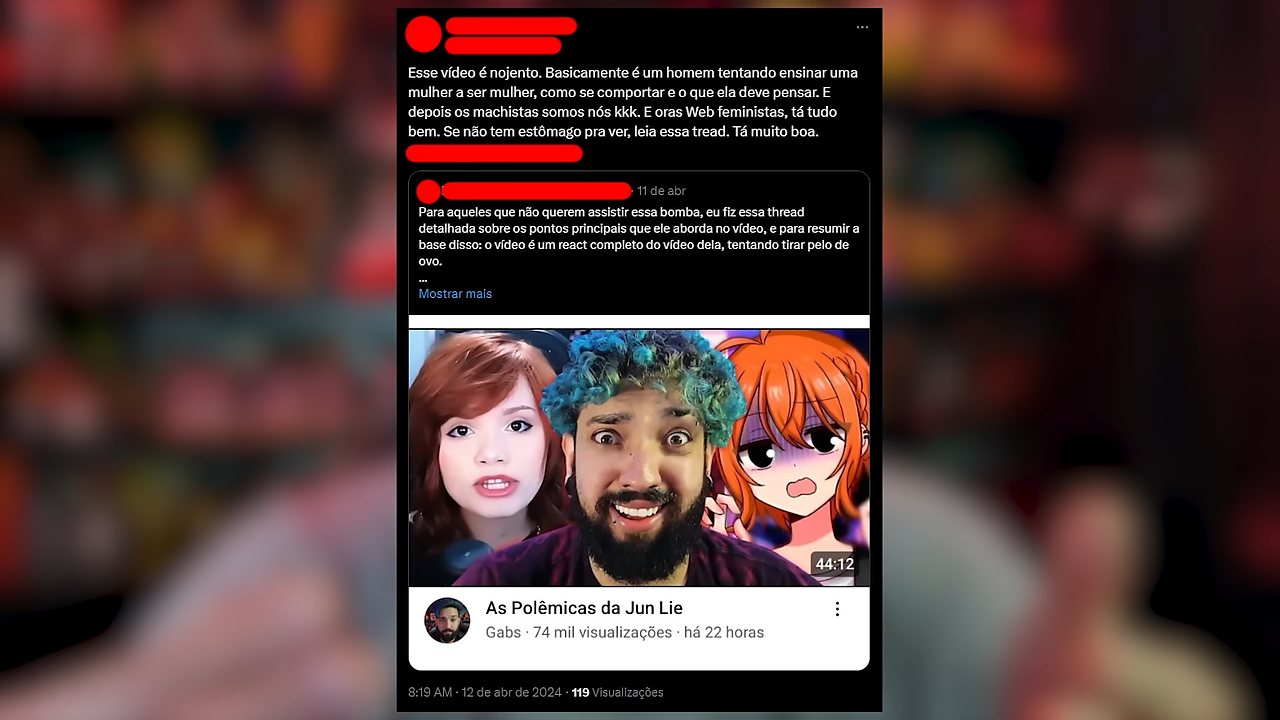 Esse vídeo é nojento. Basicamente é um homem tentando ensinar uma
mulher a ser mulher, como se comportar e o que ela deve pensar. E
depois os machistas somos nós kkk. E oras Web feministas, tá tudo
bem. Se não tem estômago pra ver, leia essa tread. Tá muito boa.
· 11 de abr
Para aqueles que não querem assistir essa bomba, eu fiz essa thread
detalhada sobre os pontos principais que ele aborda no vídeo, e para resumir a
base disso: o vídeo é um react completo do vídeo dela, tentando tirar pelo de
ovo.
...
Mostrar mais
44:12
As Polêmicas da Jun Lie
Gabs · 74 mil visualizações · há 22 horas
8:19 AM · 12 de abr de 2024 · 119 Visualizações